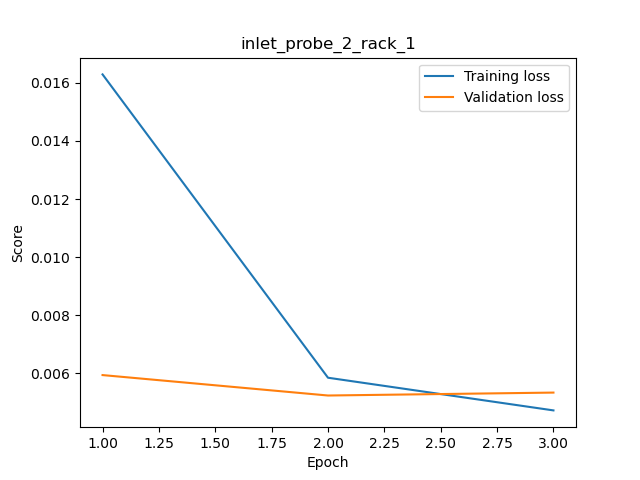 inlet_probe_2_rack_1
Training loss
Validation loss
0.016
0.014
0.012
0.010
0.008
0.006
Score
1.00 1.25 1.50 1.75 2.00 2.25 2.50 2.75 3.00
Epoch